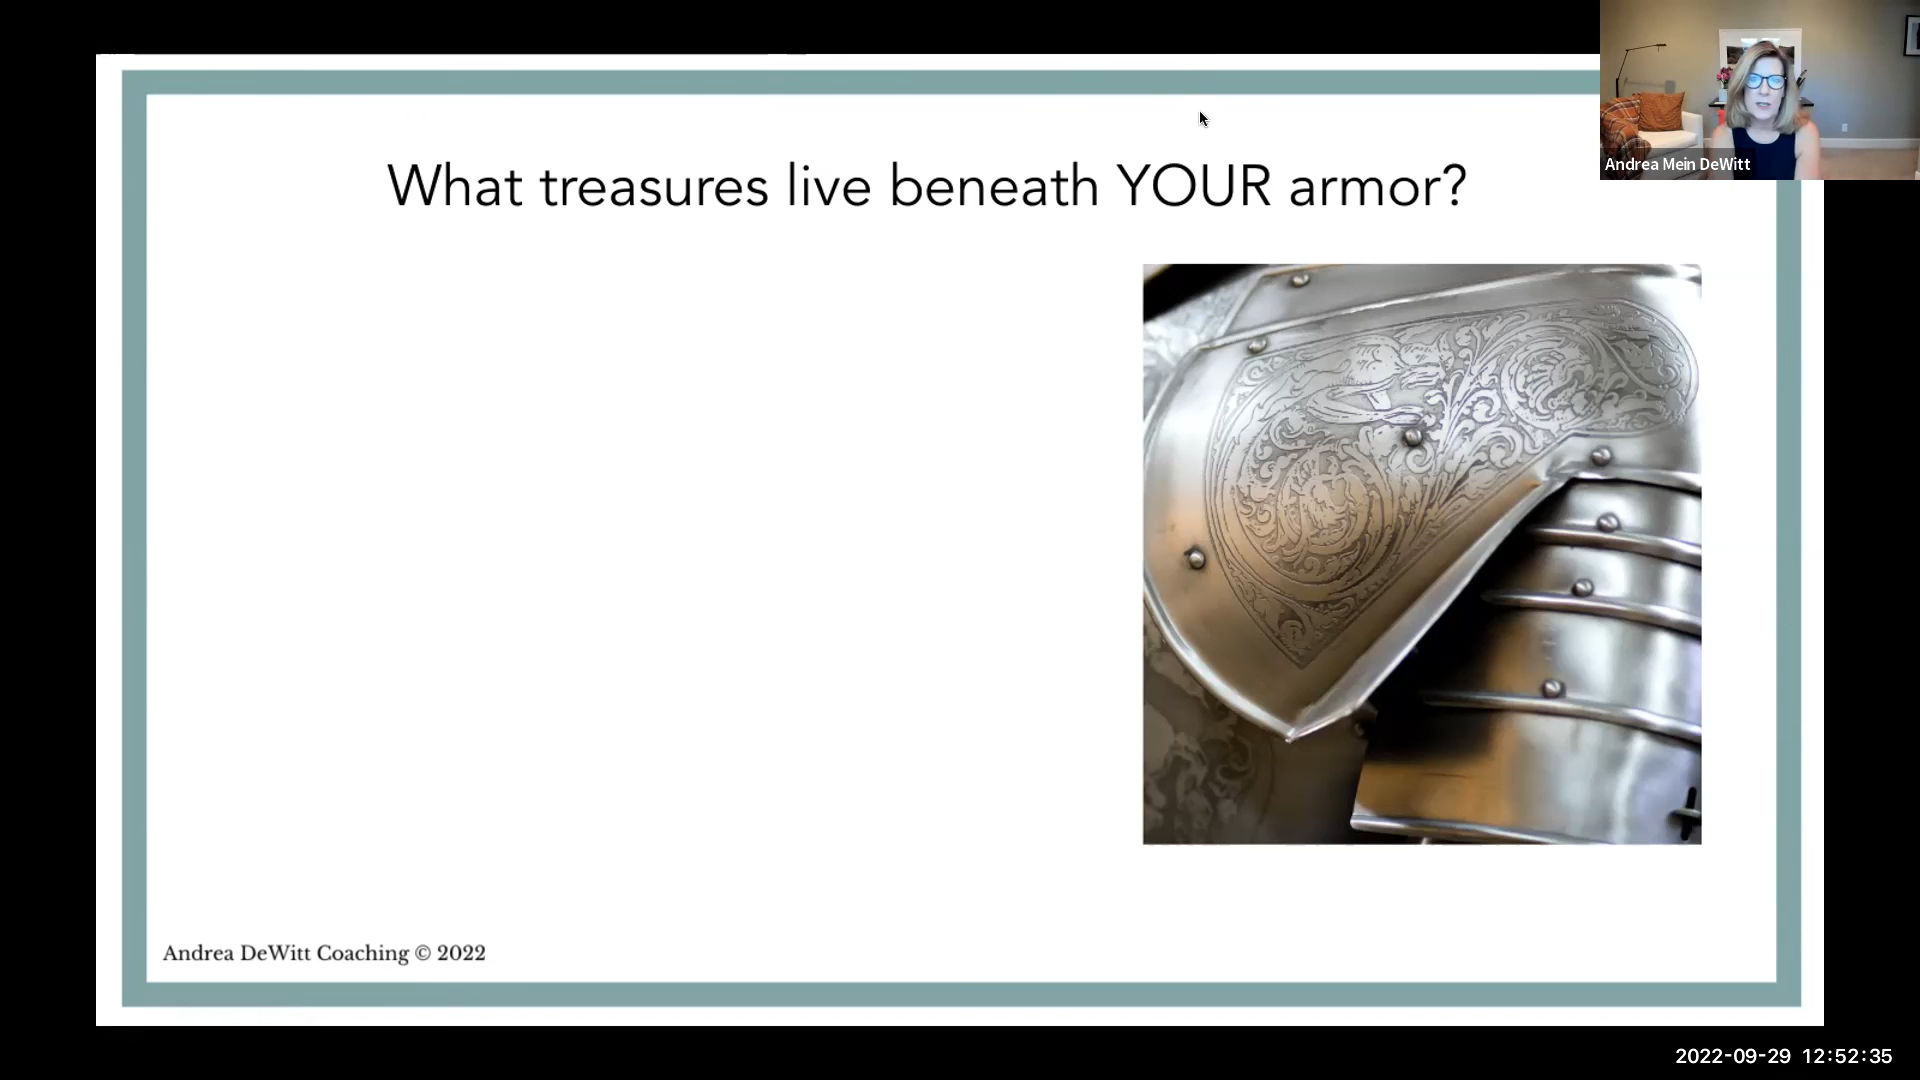 What treasures live beneath YOUR armor?
Andrea Mein DeWitt
Andrea DeWitt Coaching © 2022
2022-09-29 12:52:35